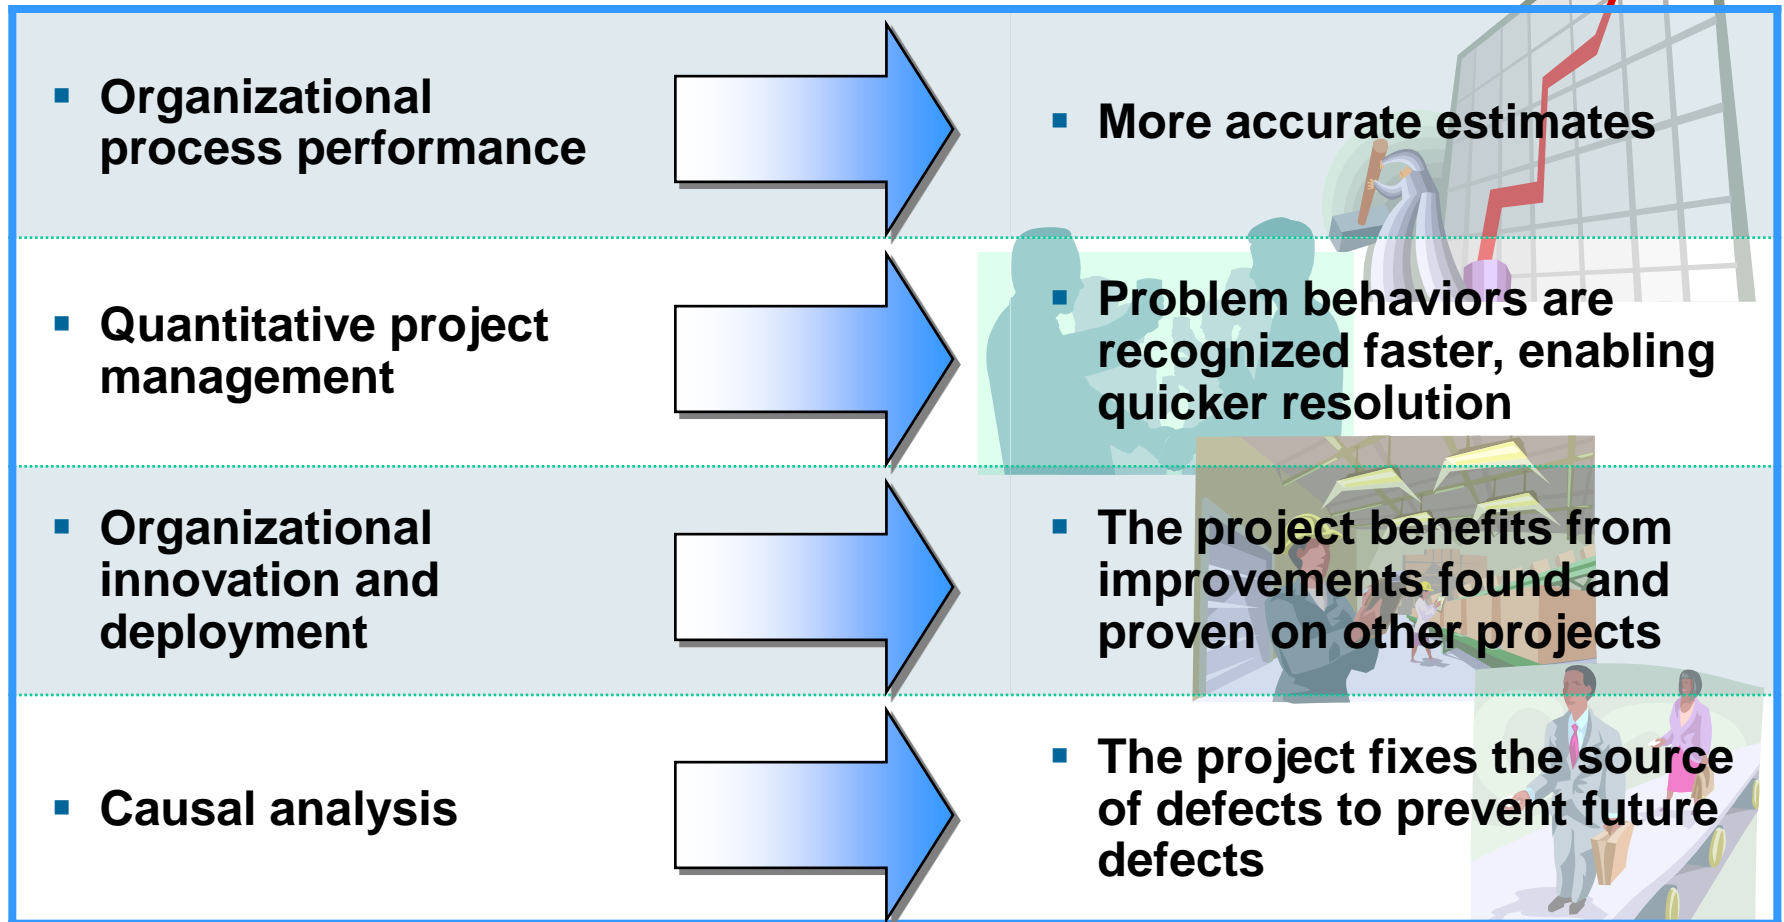 Organizational
process performance
More accurate estimates
Quantitative project
management
Problem behaviors are
recognized faster, enabling
quicker resolution
Organizational
innovation and
deployment
The project benefits from
improvements found and
proven on other projects
Causal analysis
The project fixes the source
of defects to prevent future
defects